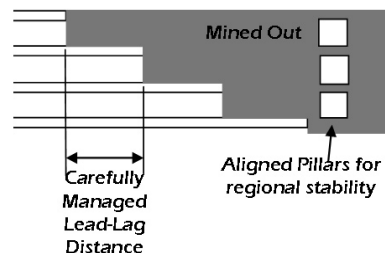 Mined Out
Aligned Pillars for
regional stability
Carefully
Managed
Lead-Lag
Distance